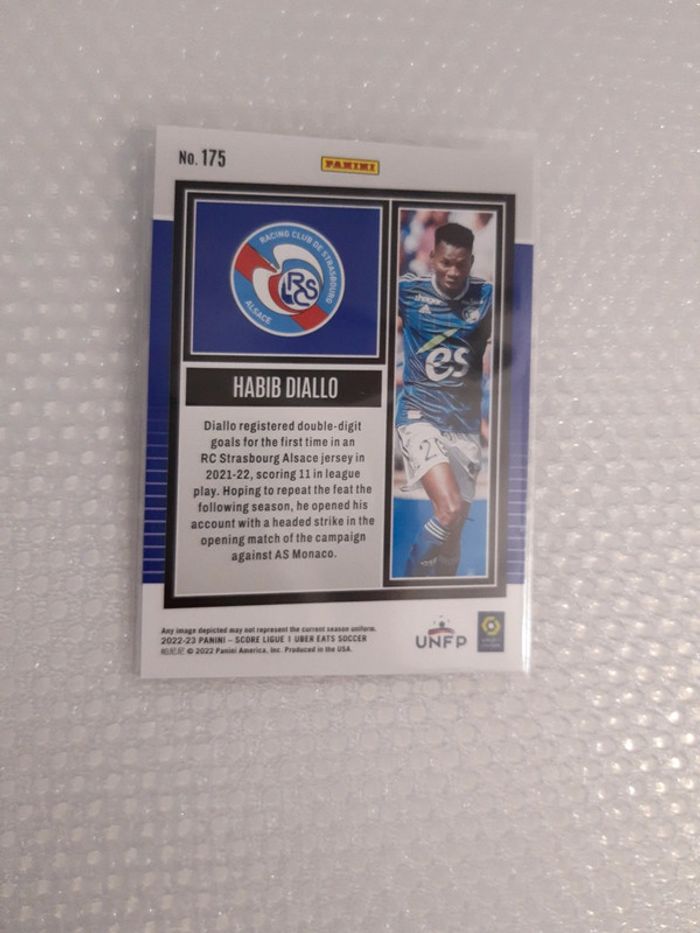 No. 175
PANINI
RACING CLUB DE STRASBOURG
RCS
ALSACE
es
HABIB DIALLO
Diallo registered double-digit
goals for the first time in an
RC Strasbourg Alsace jersey in
2021-22, scoring 11 in league
play. Hoping to repeat the feat the
following season, he opened his
account with a headed strike in the
opening match of the campaign
against AS Monaco.
Any image depicted may not represent the current season uniform.
2022-23 PANINI – SCORE LIGUE 1 UBER EATS SOCCER
帕尼尼 © 2022 Panini America, Inc. Produced in the USA.
UNFP